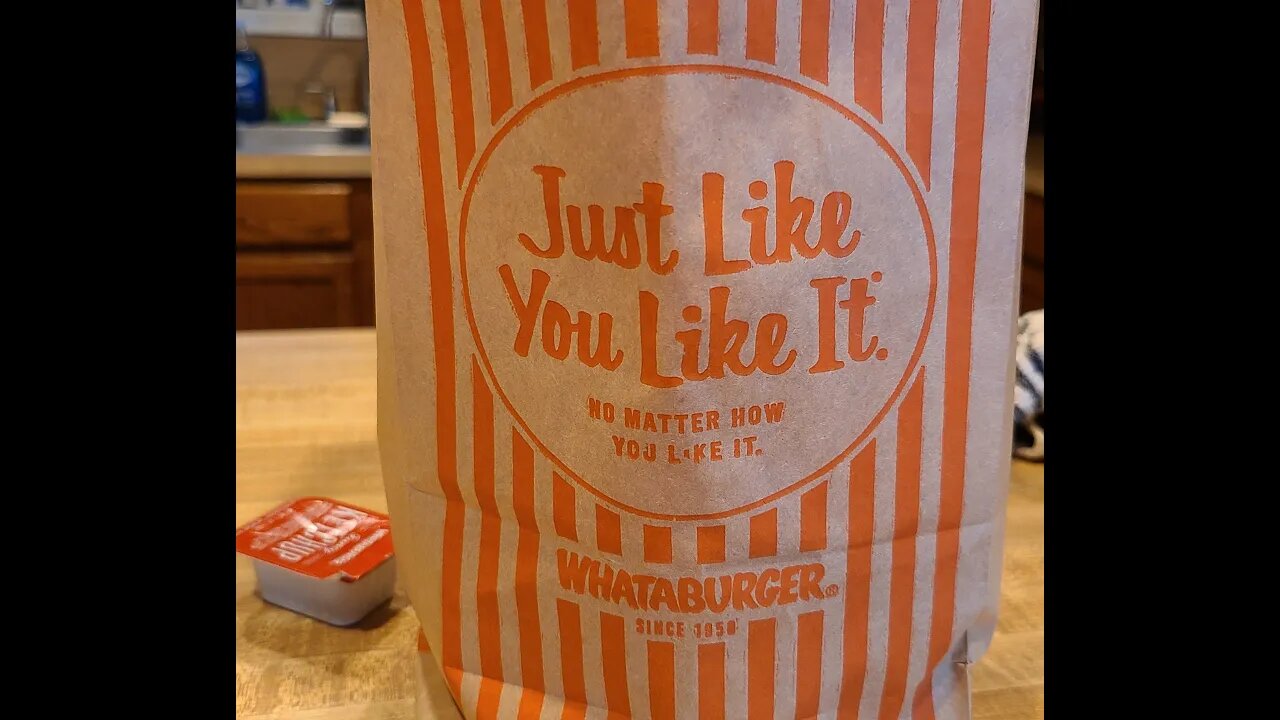 Just Like
You Like It.
NO MATTER HOW
YOU LIKE IT.
WHATABURGER®
SINCE 1950